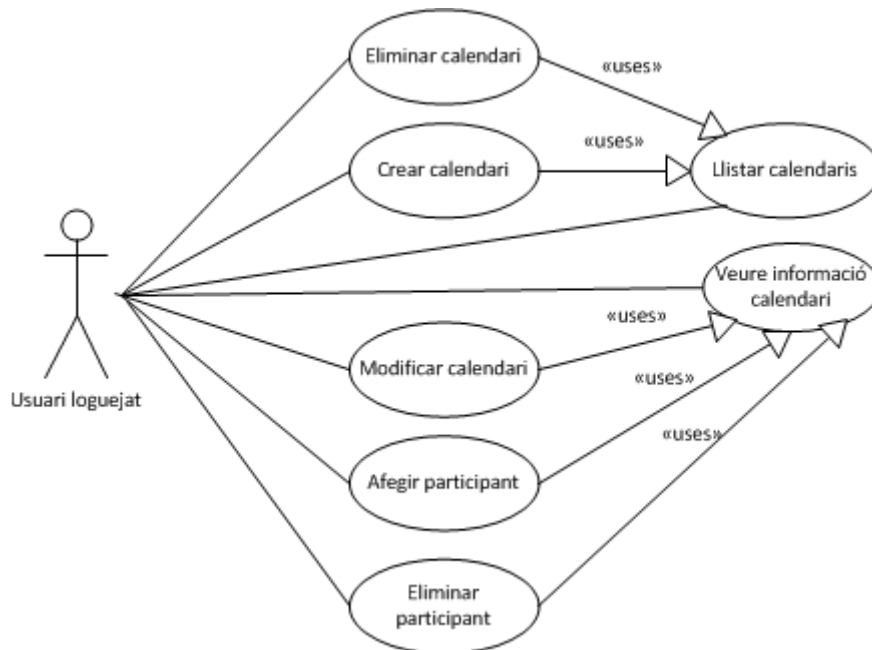 Eliminar calendari
«uses»
Crear calendari
«uses»
Llistar calendaris
Veure informació
calendari
«uses»
Modificar calendari
«uses»
Usuari loguejat
«uses»
Afegir participant
Eliminar
participant